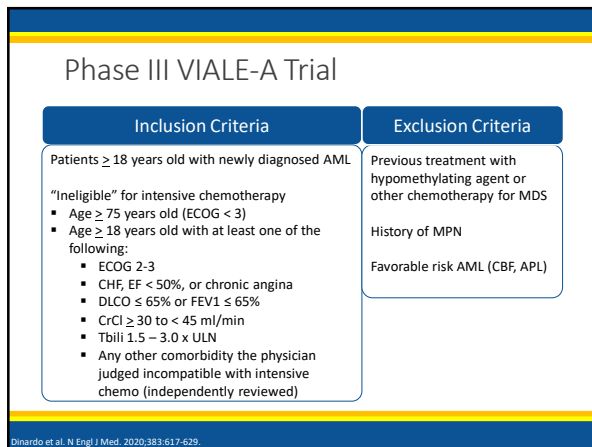 Phase III VIALE-A Trial
Inclusion Criteria
Patients ≥ 18 years old with newly diagnosed AML
“Ineligible” for intensive chemotherapy
▪ Age ≥ 75 years old (ECOG < 3)
▪ Age ≥ 18 years old with at least one of the
following:
▪ ECOG 2-3
▪ CHF, EF < 50%, or chronic angina
▪ DLCO ≤ 65% or FEV1 ≤ 65%
▪ CrCl ≥ 30 to < 45 ml/min
▪ Tbili 1.5 – 3.0 x ULN
▪ Any other comorbidity the physician
judged incompatible with intensive
chemo (independently reviewed)
Exclusion Criteria
Previous treatment with
hypomethylating agent or
other chemotherapy for MDS
History of MPN
Favorable risk AML (CBF, APL)
Dinardo et al. N Engl J Med. 2020;383:617-629.